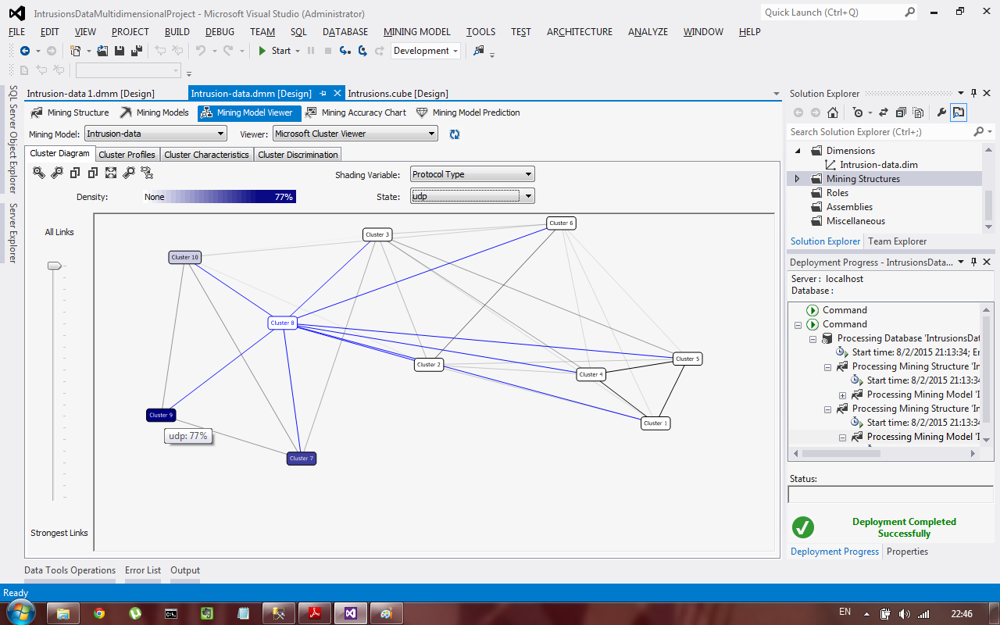 IntrusionsDataMultidimensionalProject - Microsoft Visual Studio (Administrator)
Quick Launch (Ctrl+Q)
FILE EDIT VIEW PROJECT BUILD DEBUG TEAM SQL DATABASE MINING MODEL TOOLS TEST ARCHITECTURE ANALYZE WINDOW HELP
Start Development
SQL Server Object Explorer
Server Explorer
Intrusion-data 1.dmm [Design] Intrusion-data.dmm [Design] Intrusions.cube [Design]
Mining Structure Mining Models Mining Model Viewer Mining Accuracy Chart Mining Model Prediction
Mining Model: Intrusion-data Viewer: Microsoft Cluster Viewer
Cluster Diagram Cluster Profiles Cluster Characteristics Cluster Discrimination
Shading Variable: Protocol Type
Density: None 77% State: udp
All Links
Strongest Links
Cluster 6
Cluster 3
Cluster 10
Cluster 8
Cluster 5
Cluster 2
Cluster 4
Cluster 9
Cluster 1
udp: 77%
Cluster 7
Solution Explorer
Search Solution Explorer (Ctrl+;)
Dimensions
Intrusion-data.dim
Mining Structures
Roles
Assemblies
Miscellaneous
Solution Explorer Team Explorer
Deployment Progress - IntrusionsData...
Server : localhost
Database :
Command
Command
Processing Database 'IntrusionsDat
Start time: 8/2/2015 21:13:34; En
Processing Mining Structure 'In
Start time: 8/2/2015 21:13:34
Processing Mining Model 'I
Processing Mining Structure 'In
Start time: 8/2/2015 21:13:34
Processing Mining Model 'I
Status:
Deployment Completed
Successfully
Deployment Progress Properties
Data Tools Operations Error List Output
Ready
EN 22:46